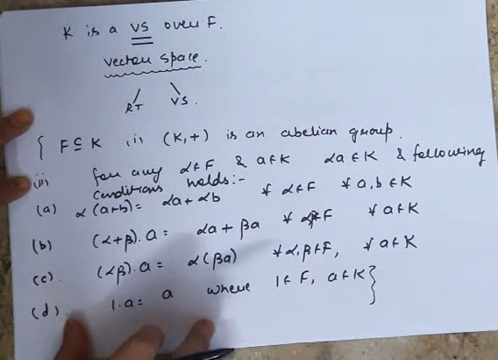 K is a VS over F.
vector space.
RT VS.
{ F ⊆ K (i) (K,+) is an abelian group.
(ii) for any α∈F & a∈K αa∈K & following
conditions holds:-
(a) α(a+b) = αa + αb ∀ α∈F ∀ a,b∈K
(b) (α+β).a = αa + βa ∀ αβ∈F ∀ a∈K
(c). (αβ).a = α(βa) ∀ α,β∈F, ∀ a∈K
(d). 1.a = a where 1∈F, a∈K }